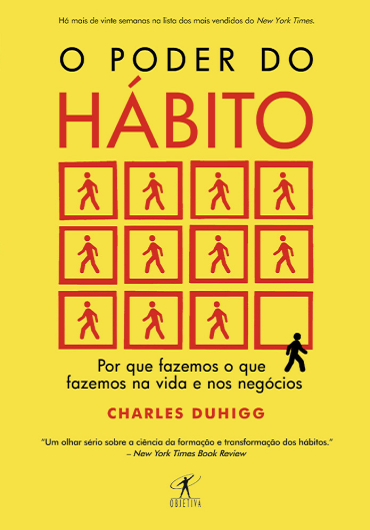 Há mais de vinte semanas na lista dos mais vendidos do New York Times.
O PODER DO
HÁBITO
Por que fazemos o que
fazemos na vida e nos negócios
CHARLES DUHIGG
“Um olhar sério sobre a ciência da formação e transformação dos hábitos.”
– New York Times Book Review
OBJETIVA